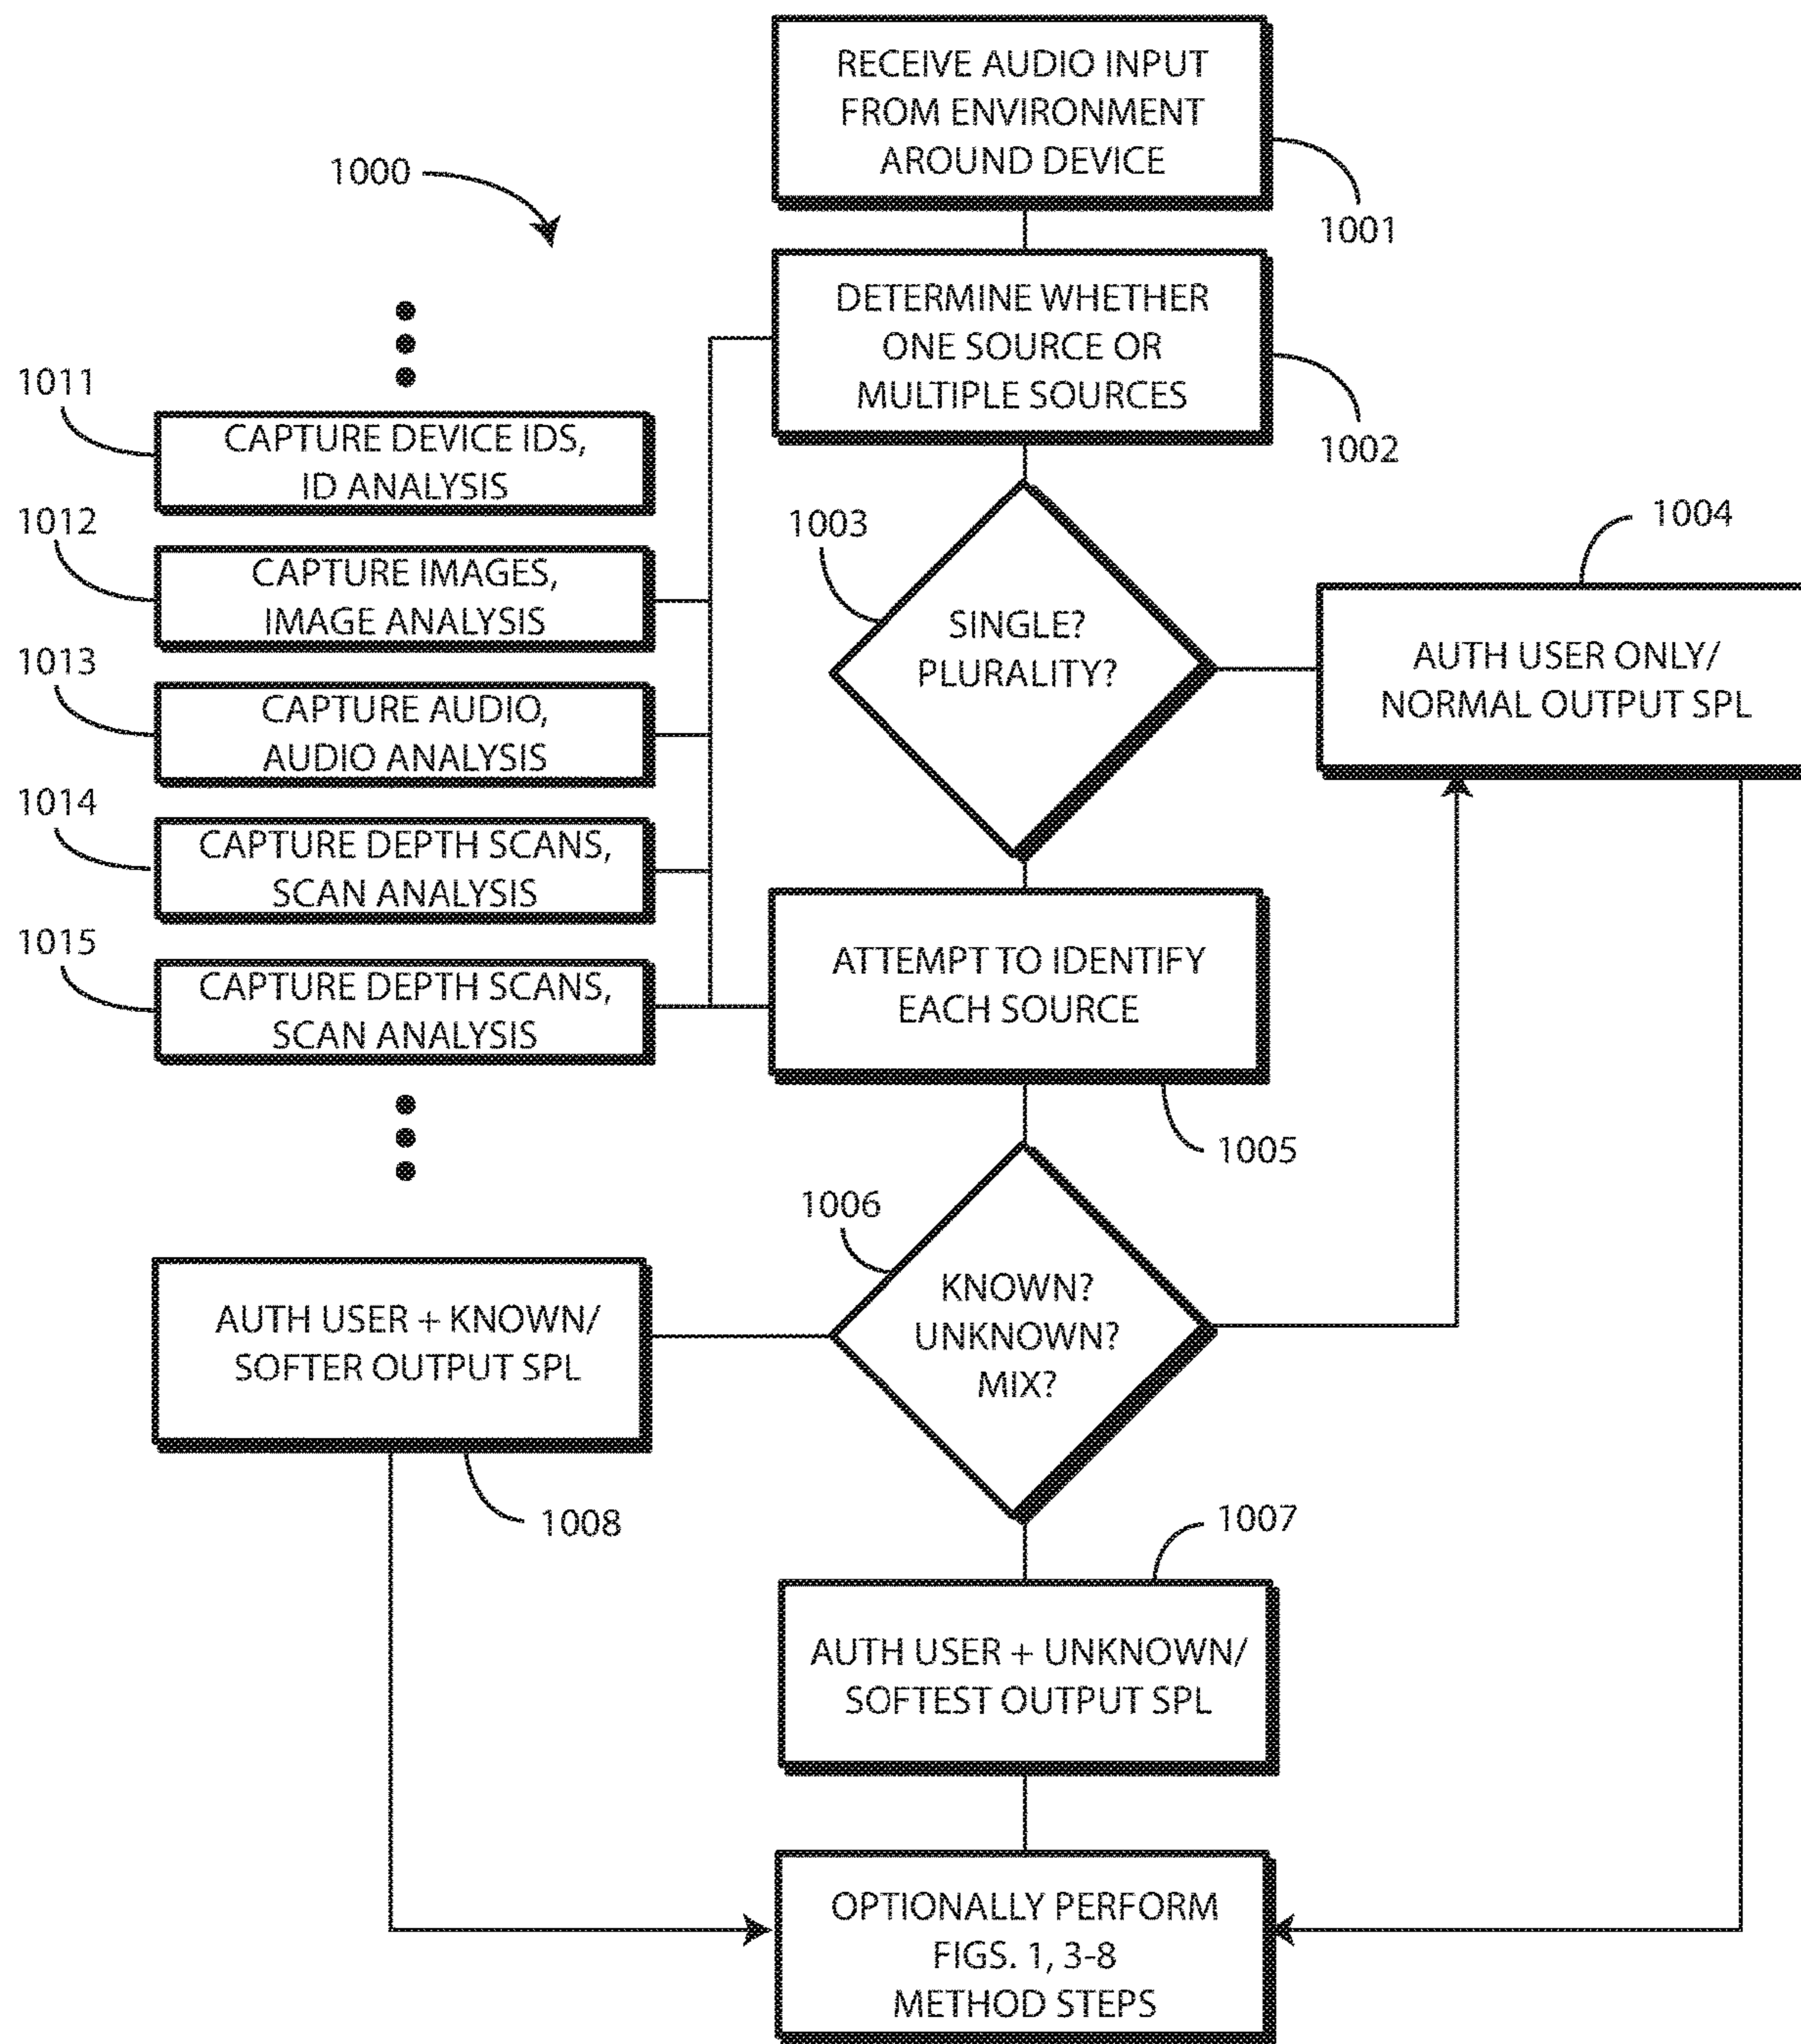 RECEIVE AUDIO INPUT
FROM ENVIRONMENT
AROUND DEVICE
1000
1001
DETERMINE WHETHER
ONE SOURCE OR
MULTIPLE SOURCES
1002
1011
CAPTURE DEVICE IDS,
ID ANALYSIS
1012
CAPTURE IMAGES,
IMAGE ANALYSIS
1013
CAPTURE AUDIO,
AUDIO ANALYSIS
1014
CAPTURE DEPTH SCANS,
SCAN ANALYSIS
1015
CAPTURE DEPTH SCANS,
SCAN ANALYSIS
1003
SINGLE?
PLURALITY?
1004
AUTH USER ONLY/
NORMAL OUTPUT SPL
ATTEMPT TO IDENTIFY
EACH SOURCE
1005
1006
KNOWN?
UNKNOWN?
MIX?
AUTH USER + KNOWN/
SOFTER OUTPUT SPL
1008
1007
AUTH USER + UNKNOWN/
SOFTEST OUTPUT SPL
OPTIONALLY PERFORM
FIGS. 1, 3-8
METHOD STEPS